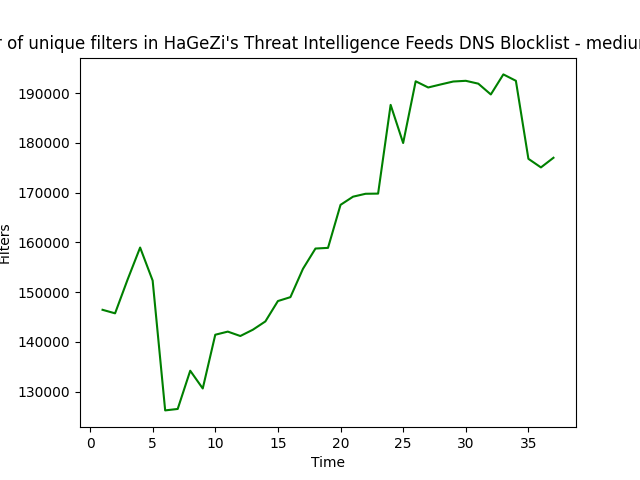 r of unique filters in HaGeZi's Threat Intelligence Feeds DNS Blocklist - mediu
190000
180000
170000
160000
150000
140000
130000
Filters
0 5 10 15 20 25 30 35
Time